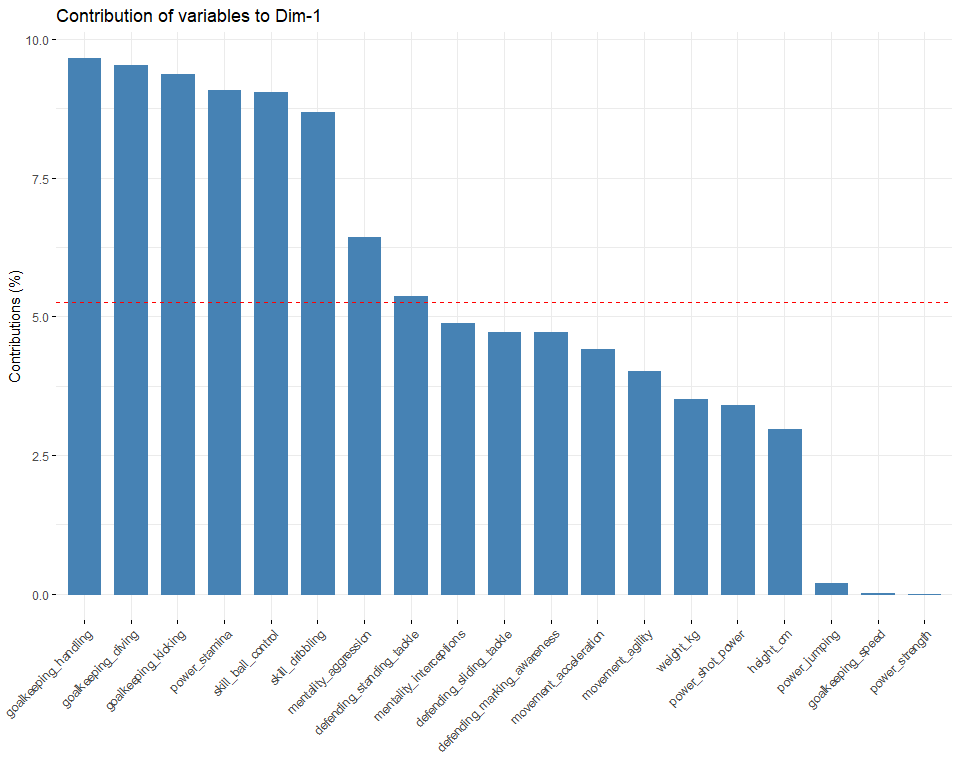 Contribution of variables to Dim-1
Contributions (%)
10.0
7.5
5.0
2.5
0.0
goalkeeping_handling
goalkeeping_diving
goalkeeping_kicking
power_stamina
skill_ball_control
skill_dribbling
mentality_aggression
defending_standing_tackle
mentality_interceptions
defending_sliding_tackle
defending_marking_awareness
movement_acceleration
movement_agility
weight_kg
power_shot_power
height_cm
power_jumping
goalkeeping_speed
power_strength